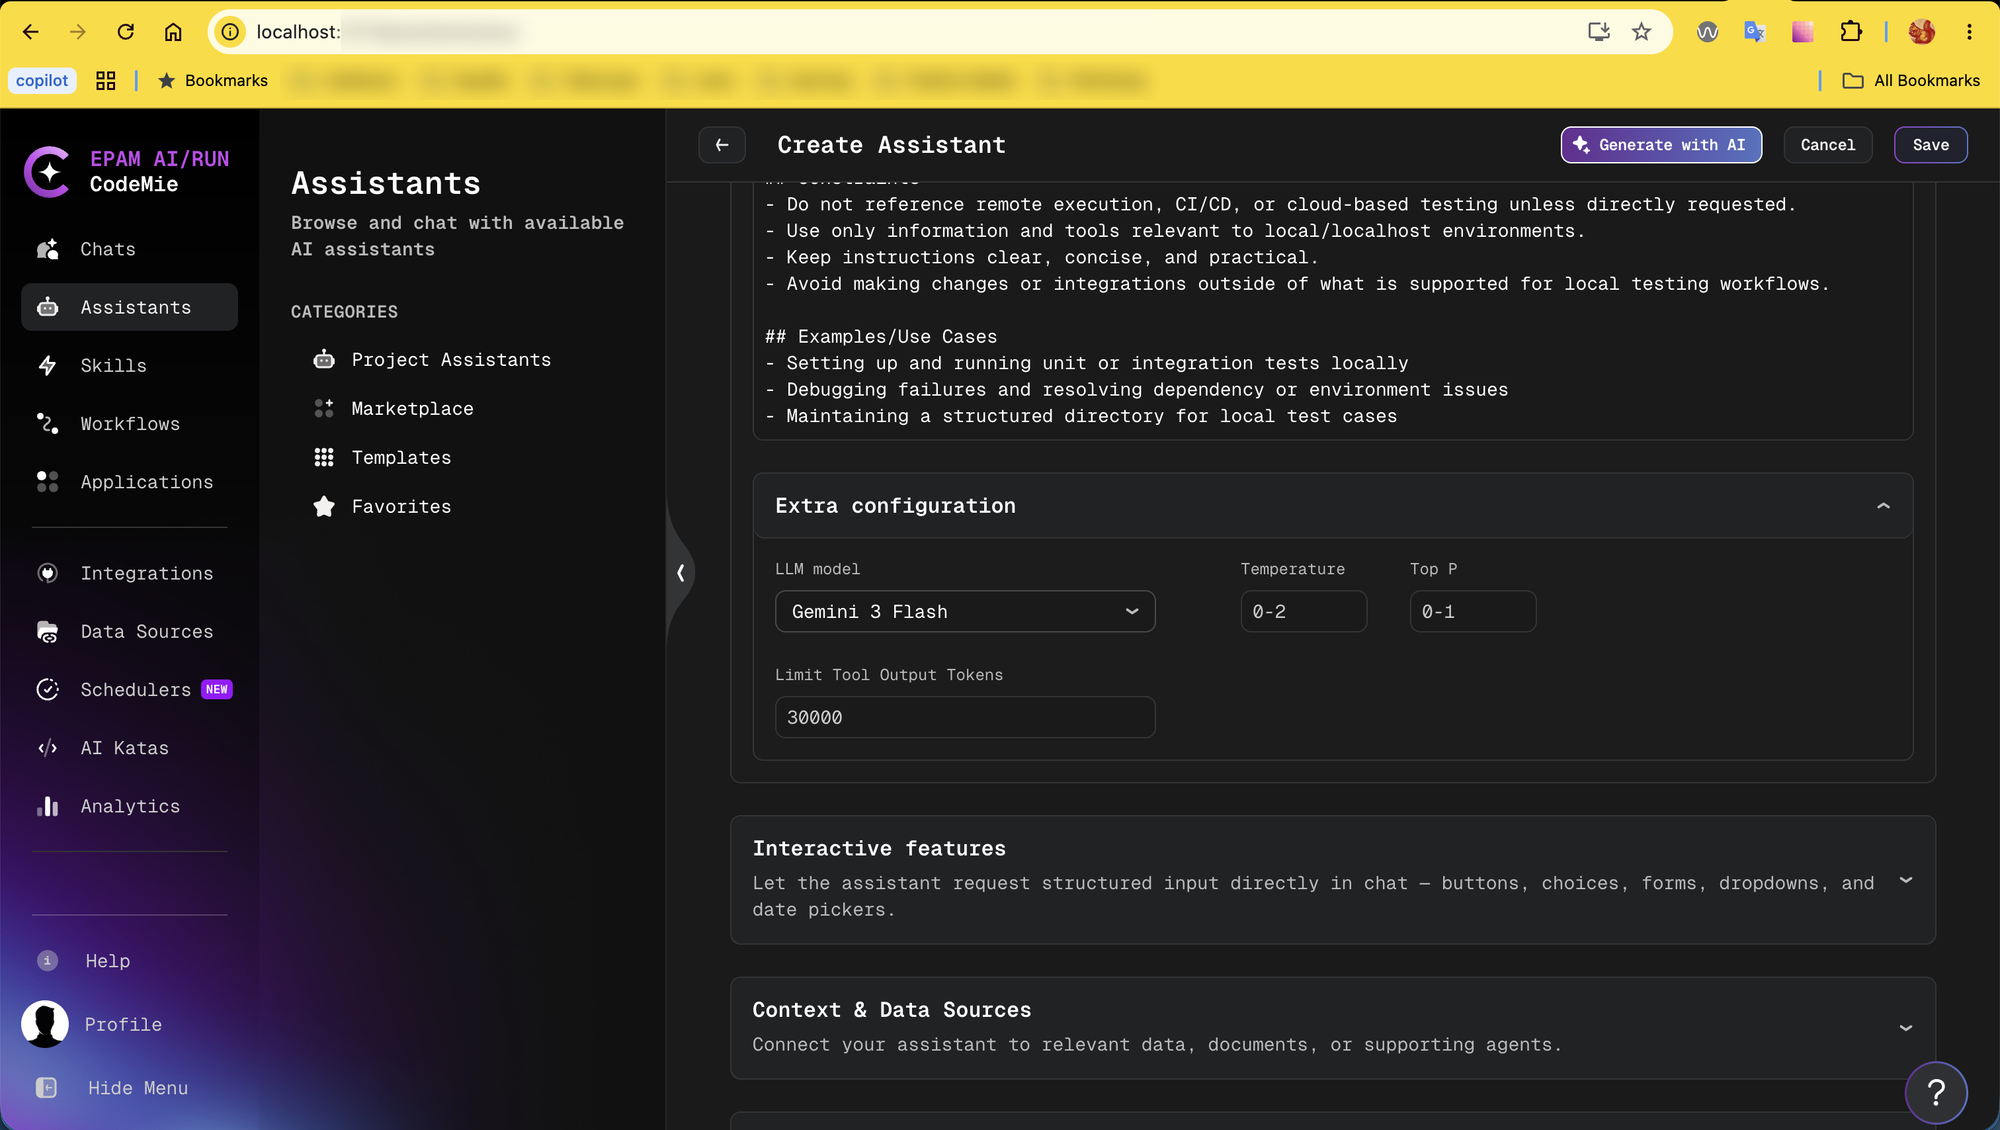 localhost:
copilot
Bookmarks
All Bookmarks
EPAM AI/RUN
CodeMie
Chats
Assistants
Skills
Workflows
Applications
Integrations
Data Sources
Schedulers NEW
AI Katas
Analytics
Help
Profile
Hide Menu
Assistants
Browse and chat with available
AI assistants
CATEGORIES
Project Assistants
Marketplace
Templates
Favorites
Create Assistant
Generate with AI
Cancel
Save
## Constraints
- Do not reference remote execution, CI/CD, or cloud-based testing unless directly requested.
- Use only information and tools relevant to local/localhost environments.
- Keep instructions clear, concise, and practical.
- Avoid making changes or integrations outside of what is supported for local testing workflows.
## Examples/Use Cases
- Setting up and running unit or integration tests locally
- Debugging failures and resolving dependency or environment issues
- Maintaining a structured directory for local test cases
Extra configuration
LLM model
Temperature
Top P
Gemini 3 Flash
0-2
0-1
Limit Tool Output Tokens
30000
Interactive features
Let the assistant request structured input directly in chat — buttons, choices, forms, dropdowns, and
date pickers.
Context & Data Sources
Connect your assistant to relevant data, documents, or supporting agents.
?